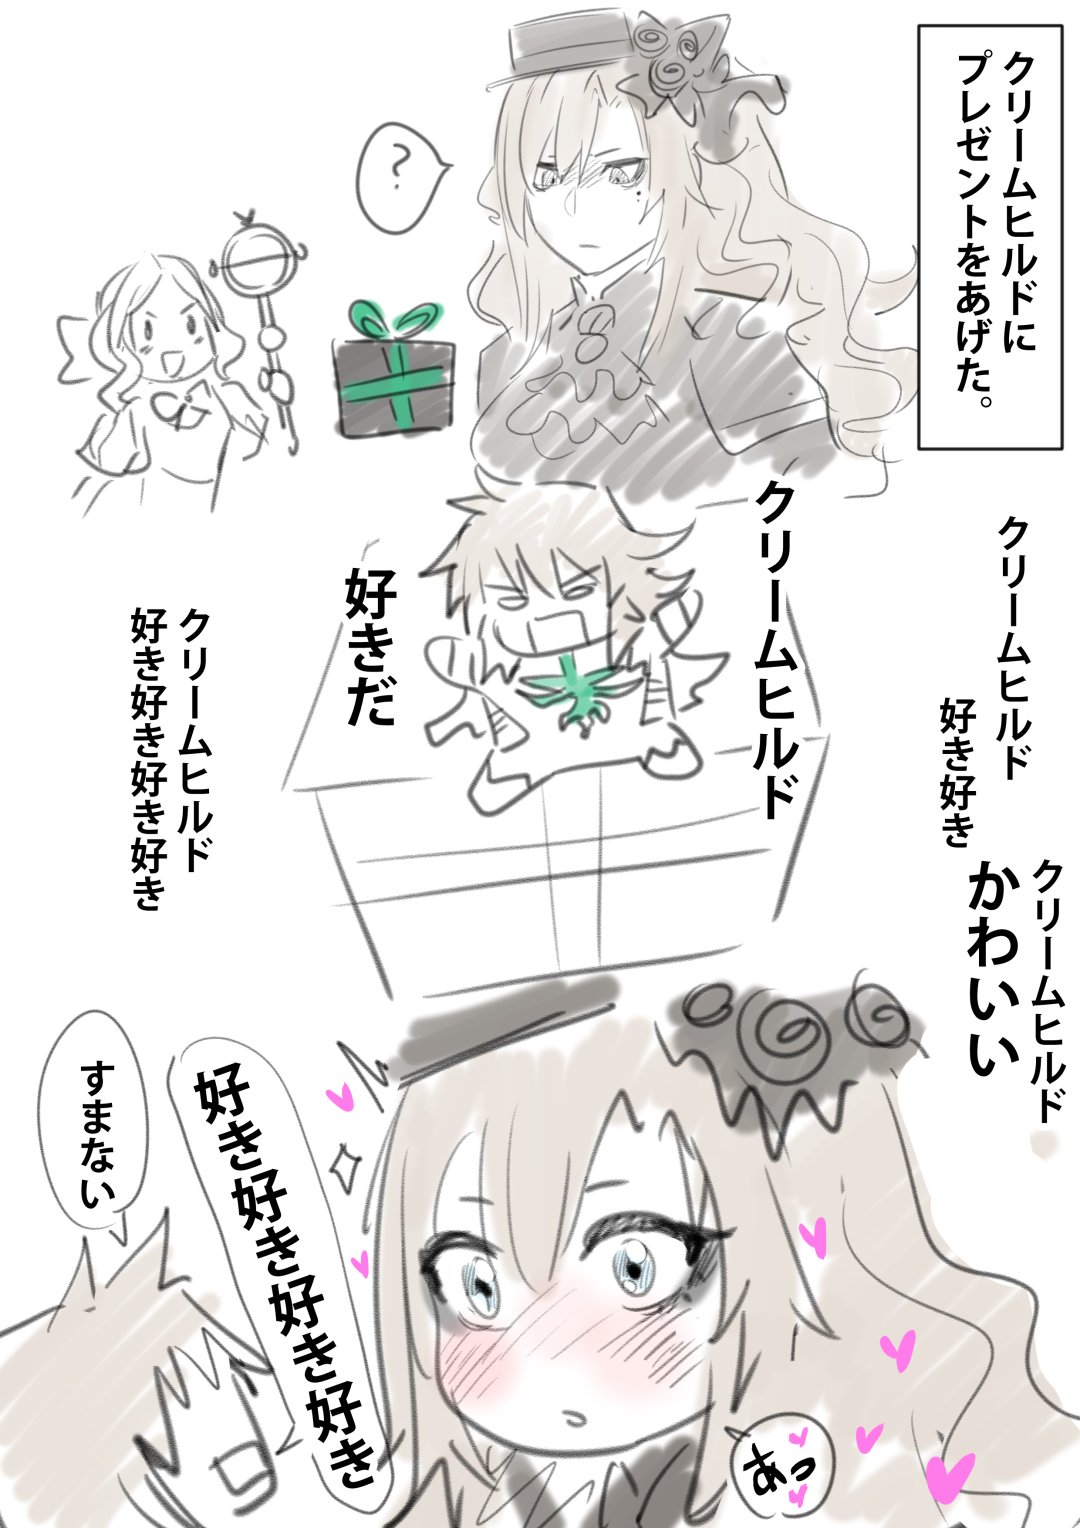 クリームヒルドに
プレゼントをあげた。
?
クリームヒルド
好きだ
クリームヒルド
好き好き
クリームヒルド
かわいい
クリームヒルド
好き好き好き好き
好き好き好き好き好き好き
すまない
あっ